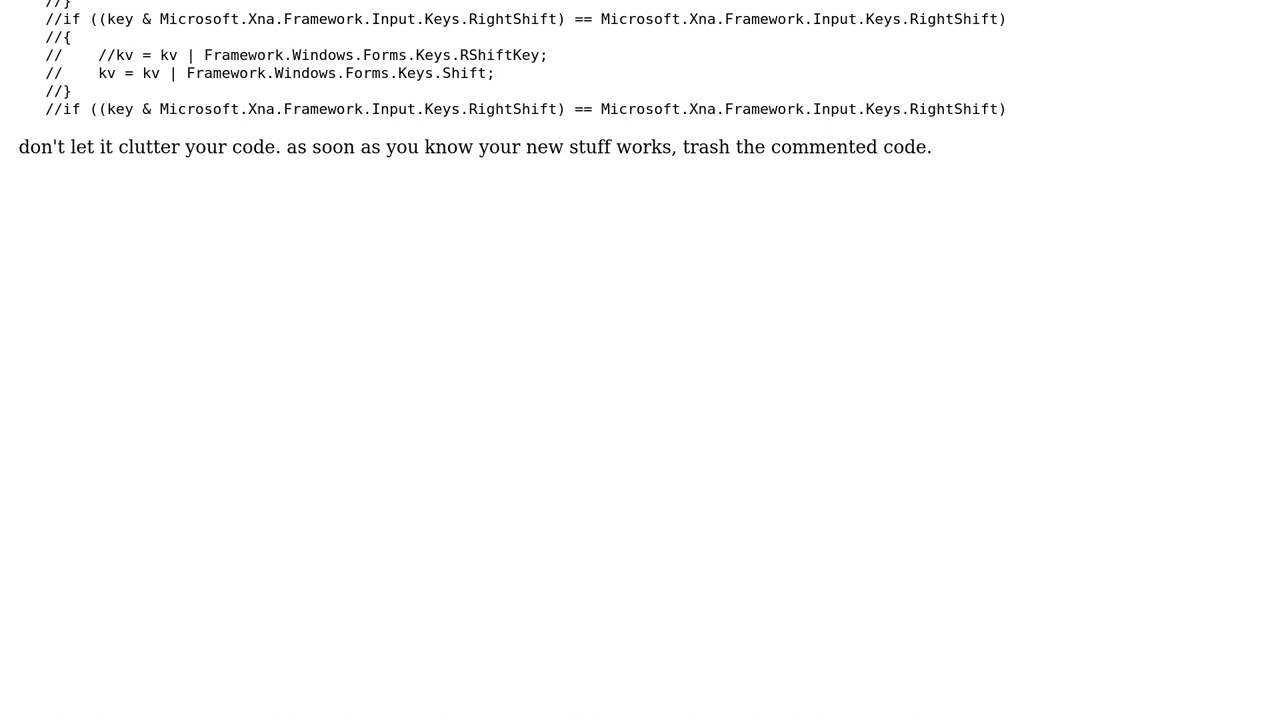 //}
//if ((key & Microsoft.Xna.Framework.Input.Keys.RightShift) == Microsoft.Xna.Framework.Input.Keys.RightShift)
//{
//    //kv = kv | Framework.Windows.Forms.Keys.RShiftKey;
//    kv = kv | Framework.Windows.Forms.Keys.Shift;
//}
//if ((key & Microsoft.Xna.Framework.Input.Keys.RightShift) == Microsoft.Xna.Framework.Input.Keys.RightShift)
don't let it clutter your code. as soon as you know your new stuff works, trash the commented code.